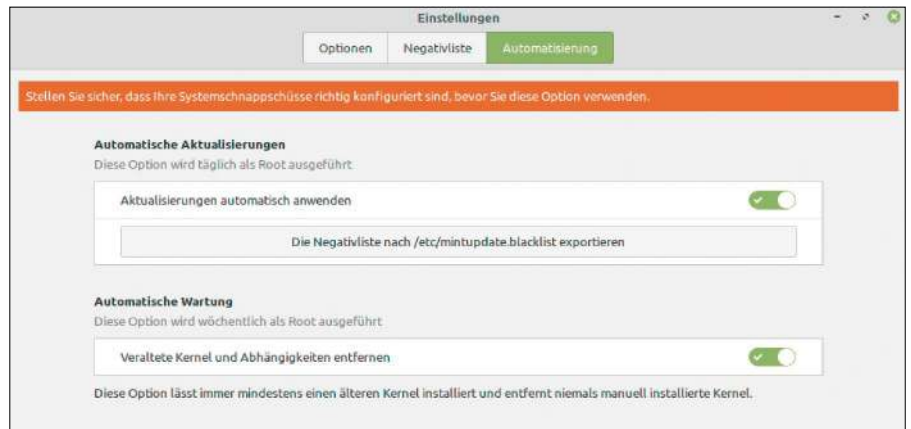 Einstellungen
Optionen Negativliste Automatisierung
Stellen Sie sicher, dass Ihre Systemschnappschüsse richtig konfiguriert sind, bevor Sie diese Option verwenden.
Automatische Aktualisierungen
Diese Option wird täglich als Root ausgeführt
Aktualisierungen automatisch anwenden
Die Negativliste nach /etc/mintupdate.blacklist exportieren
Automatische Wartung
Diese Option wird wöchentlich als Root ausgeführt
Veraltete Kernel und Abhängigkeiten entfernen
Diese Option lässt immer mindestens einen älteren Kernel installiert und entfernt niemals manuell installierte Kernel.